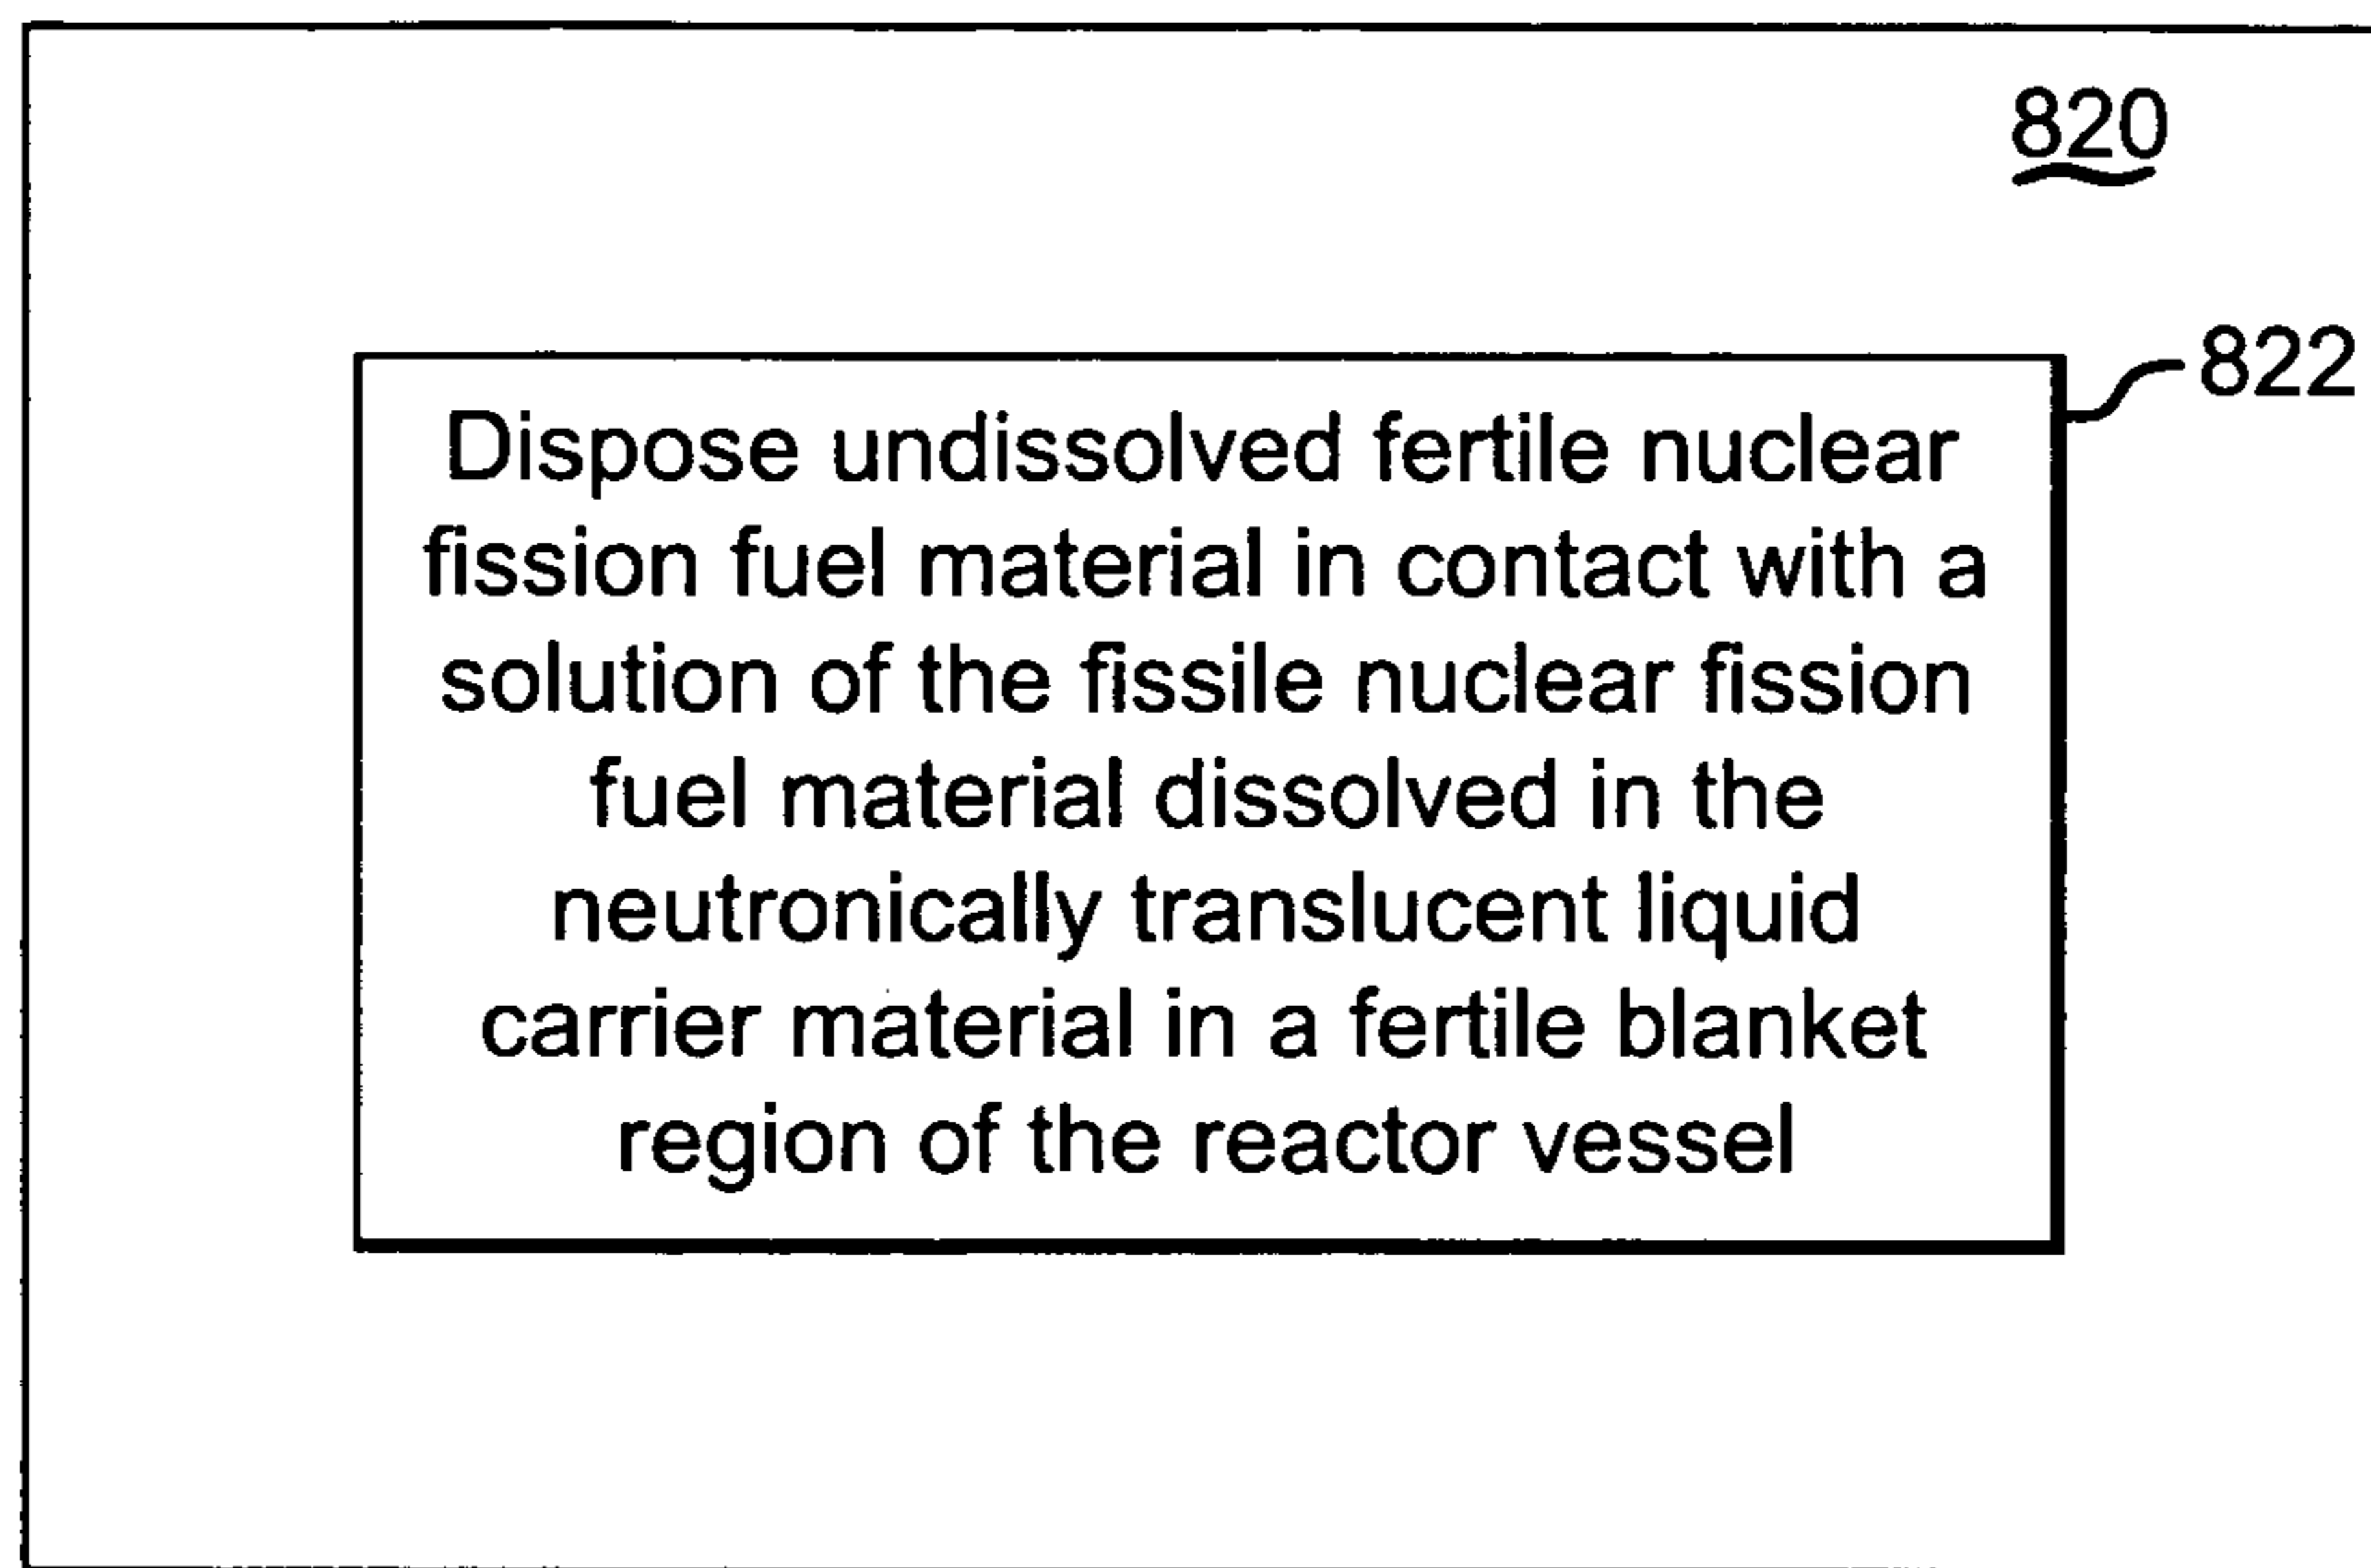 820
822
Dispose undissolved fertile nuclear
fission fuel material in contact with a
solution of the fissile nuclear fission
fuel material dissolved in the
neutronically translucent liquid
carrier material in a fertile blanket
region of the reactor vessel